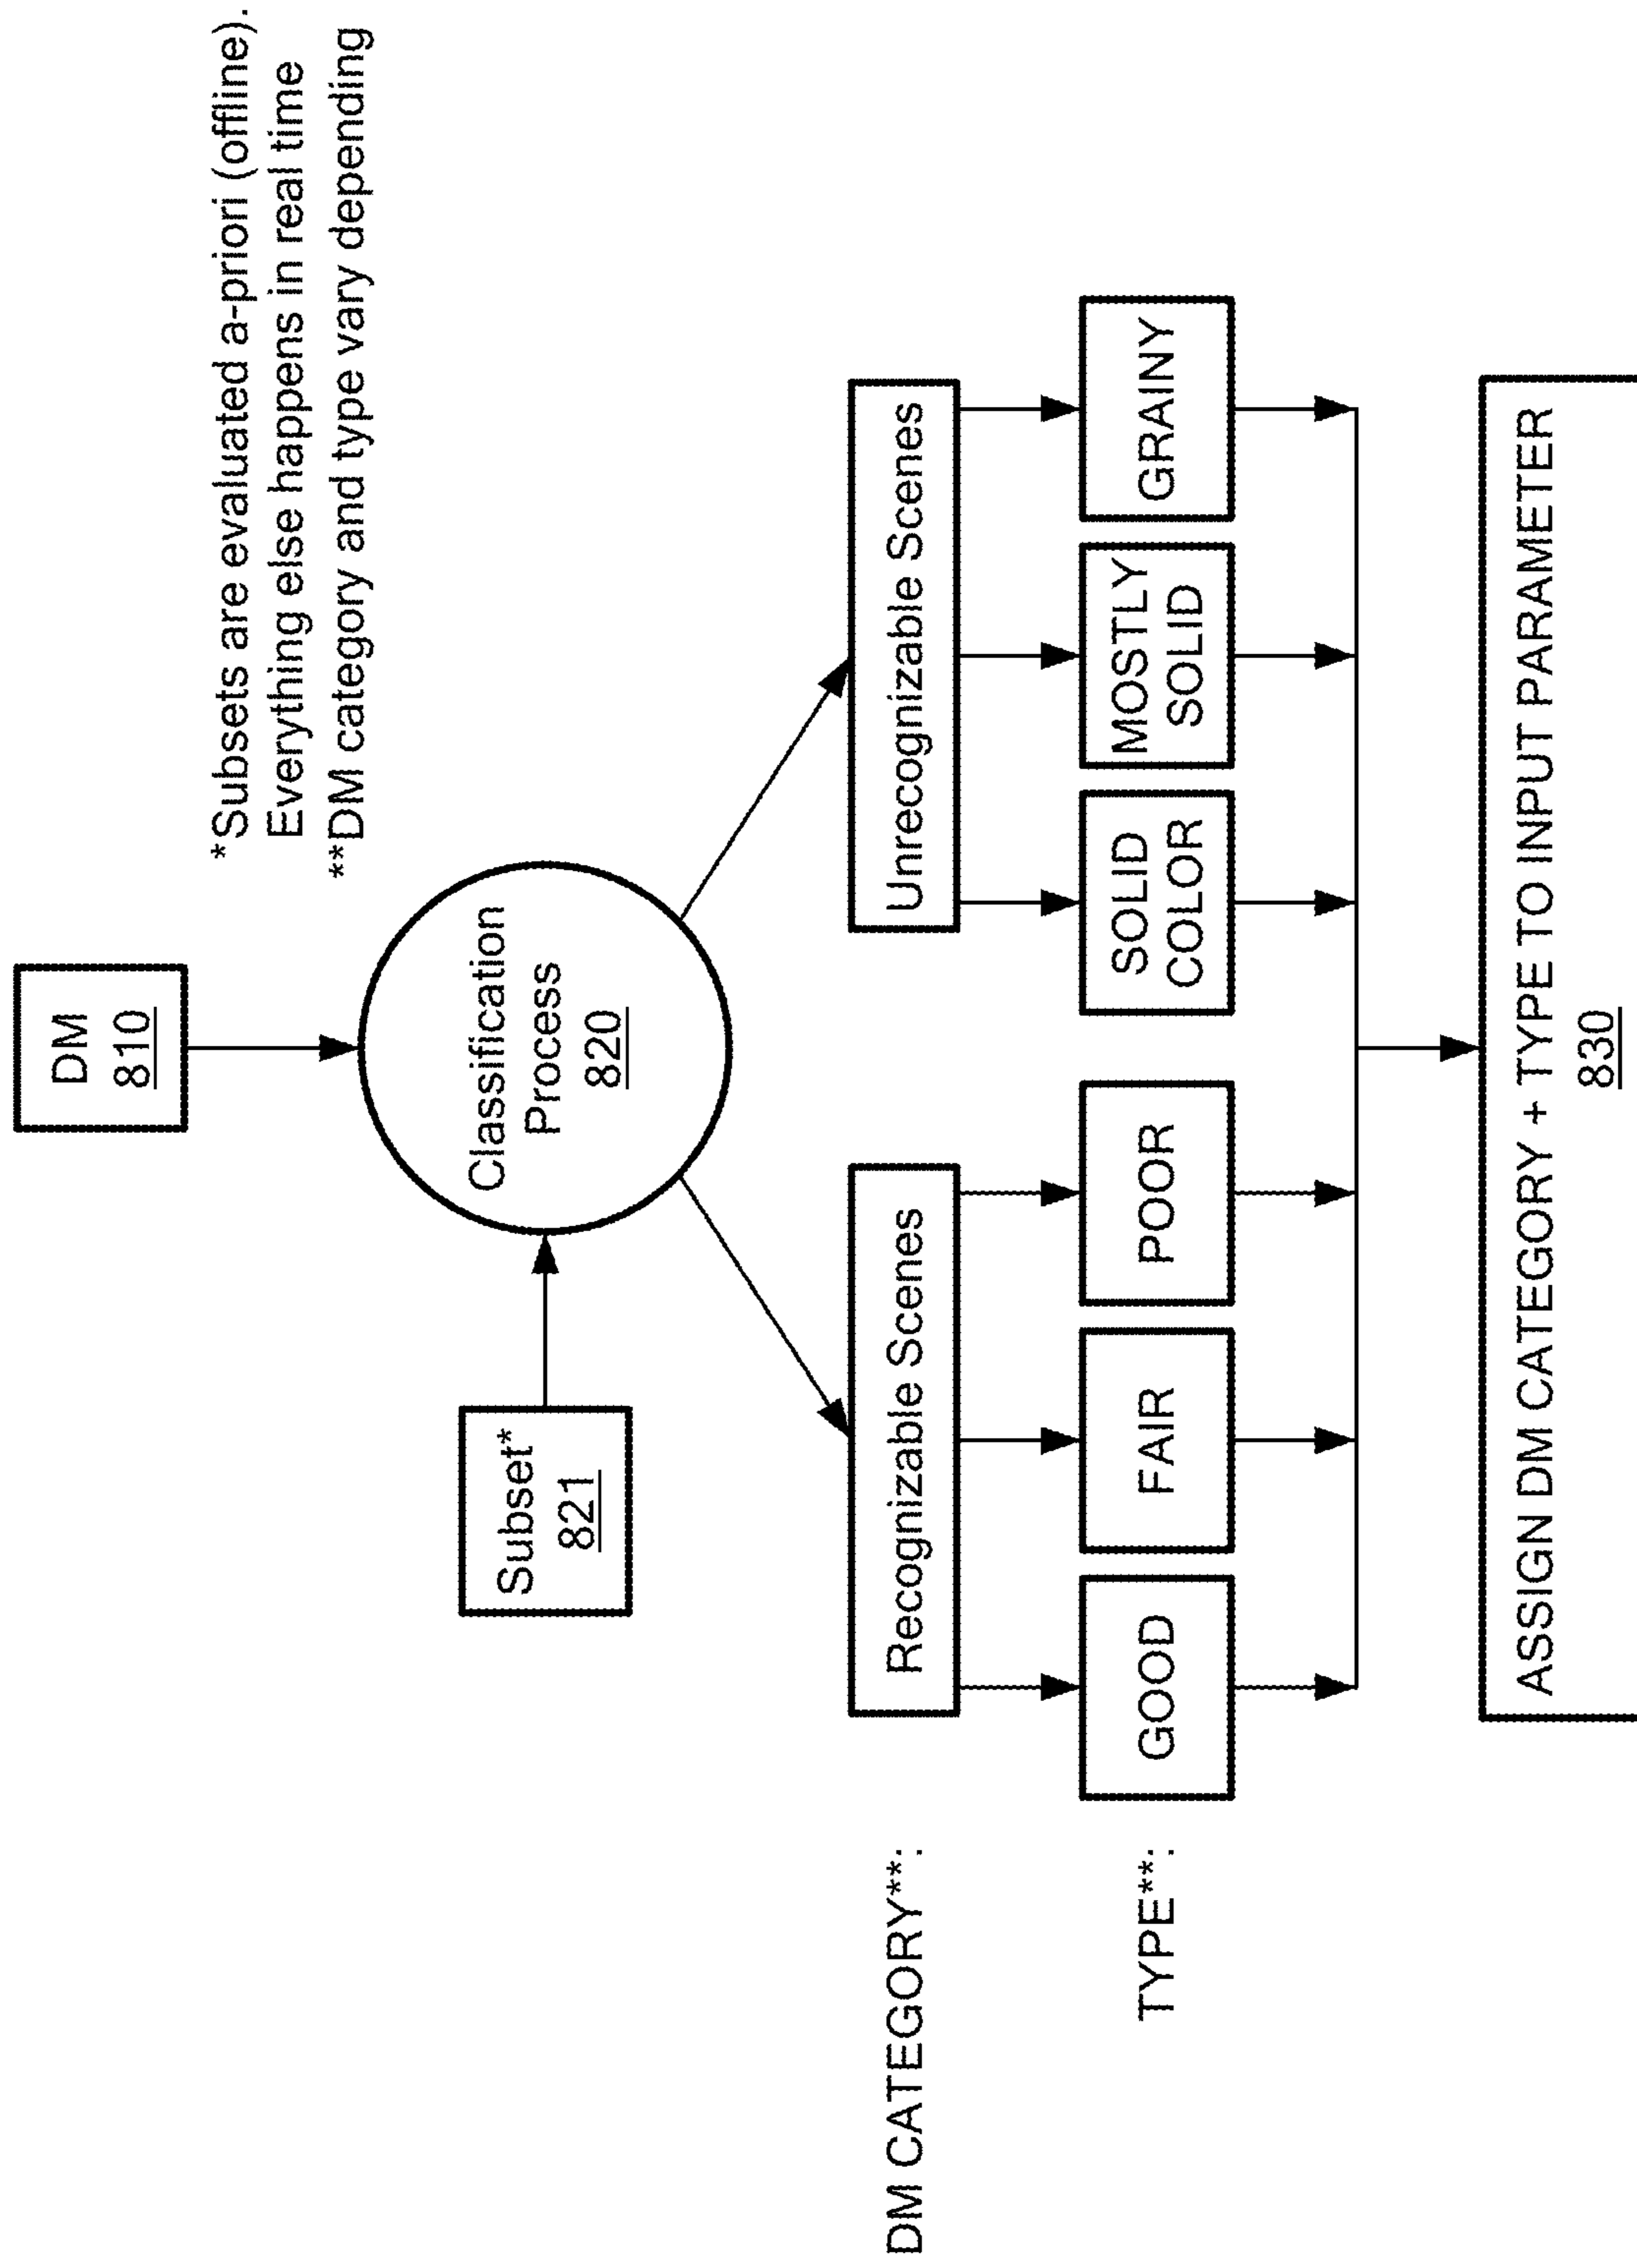 DM
810
*Subsets are evaluated a-priori (offline).
Everything else happens in real time
**DM category and type vary depending
Subset*
821
Classification
Process
820
DM CATEGORY**:
Recognizable Scenes
Unrecognizable Scenes
TYPE**:
GOOD
FAIR
POOR
SOLID
COLOR
MOSTLY
SOLID
GRAINY
ASSIGN DM CATEGORY + TYPE TO INPUT PARAMETER
830